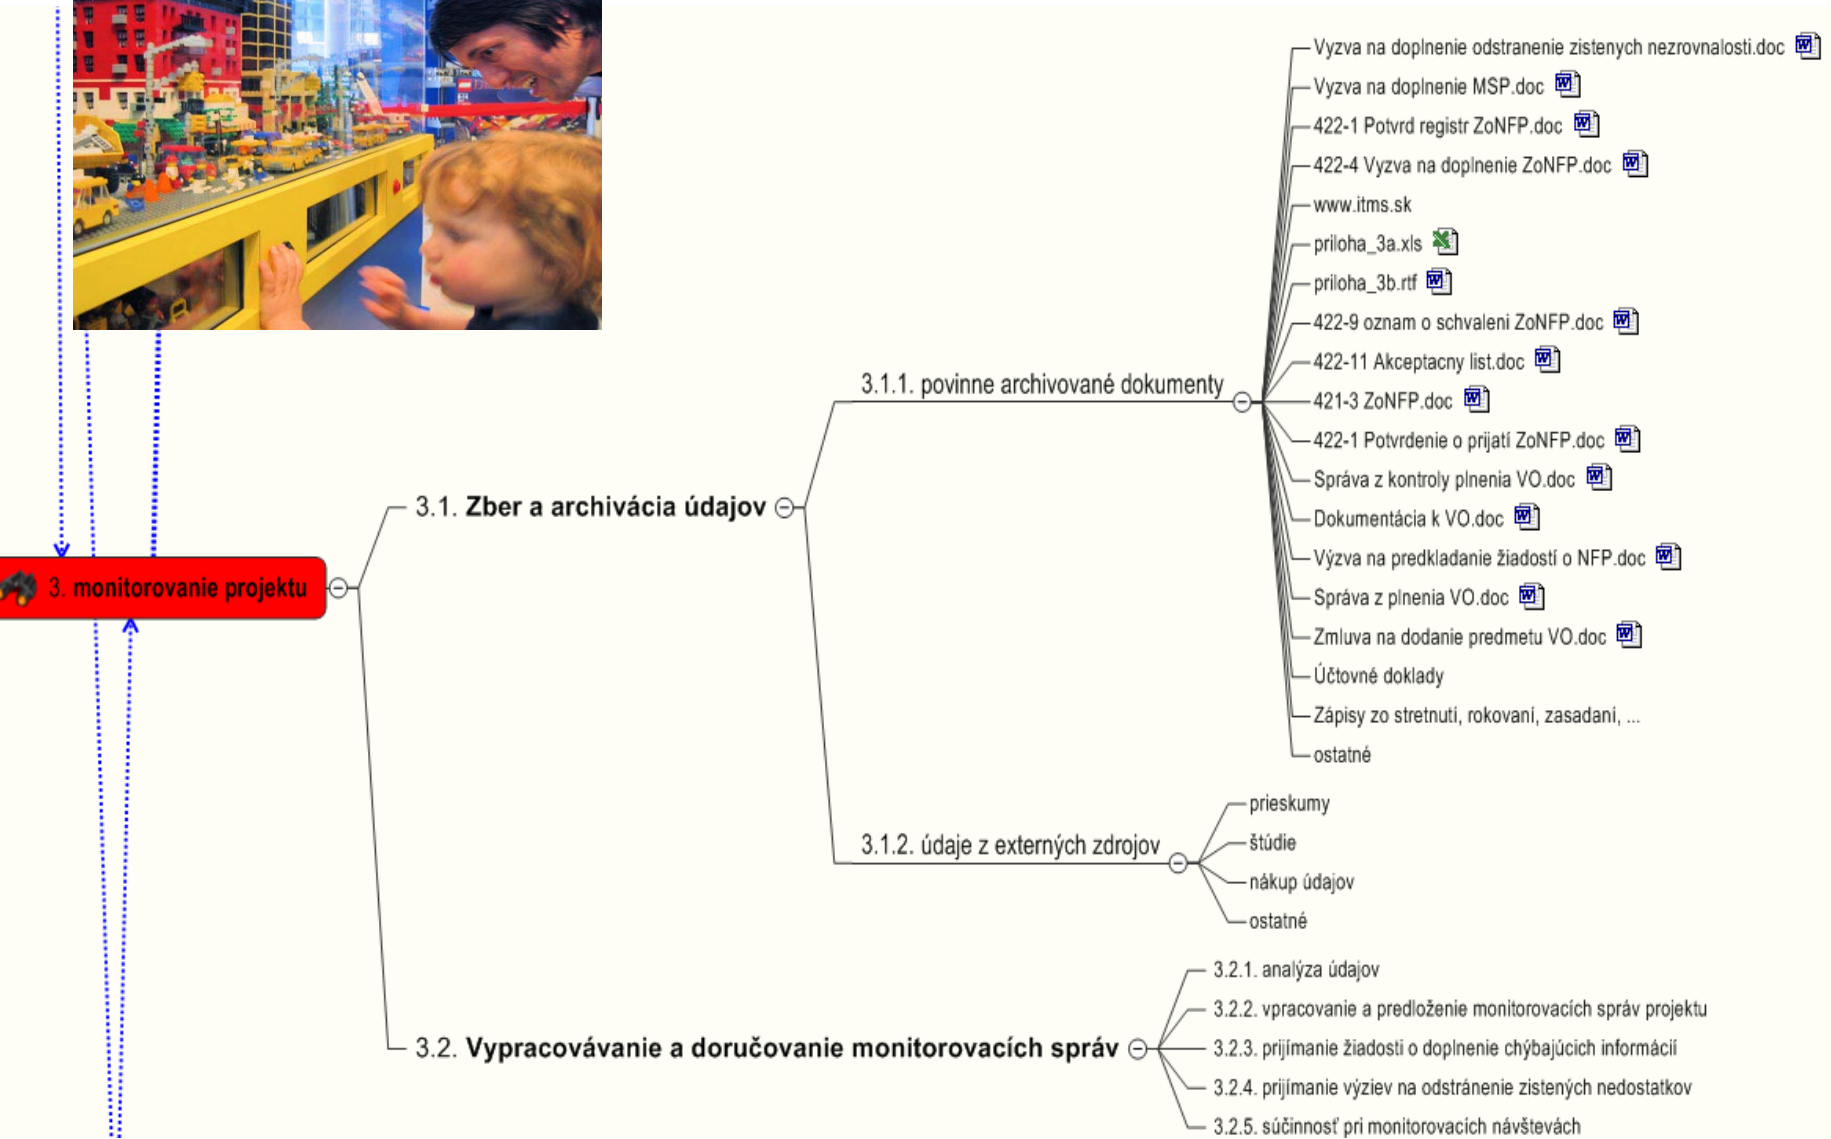 3. monitorovanie projektu
3.1. Zber a archivácia údajov
3.1.1. povinne archivované dokumenty
Vyzva na doplnenie odstranenie zistenych nezrovnalosti.doc
Vyzva na doplnenie MSP.doc
422-1 Potvrd registr ZoNFP.doc
422-4 Vyzva na doplnenie ZoNFP.doc
www.itms.sk
priloha_3a.xls
priloha_3b.rtf
422-9 oznam o schvaleni ZoNFP.doc
422-11 Akceptacny list.doc
421-3 ZoNFP.doc
422-1 Potvrdenie o prijatí ZoNFP.doc
Správa z kontroly plnenia VO.doc
Dokumentácia k VO.doc
Výzva na predkladanie žiadostí o NFP.doc
Správa z plnenia VO.doc
Zmluva na dodanie predmetu VO.doc
Účtovné doklady
Zápisy zo stretnutí, rokovaní, zasadaní, ...
ostatné
3.1.2. údaje z externých zdrojov
prieskumy
štúdie
nákup údajov
ostatné
3.2. Vypracovávanie a doručovanie monitorovacích správ
3.2.1. analýza údajov
3.2.2. vpracovanie a predloženie monitorovacích správ projektu
3.2.3. prijímanie žiadosti o doplnenie chýbajúcich informácií
3.2.4. prijímanie výziev na odstránenie zistených nedostatkov
3.2.5. súčinnosť pri monitorovacích návštevách